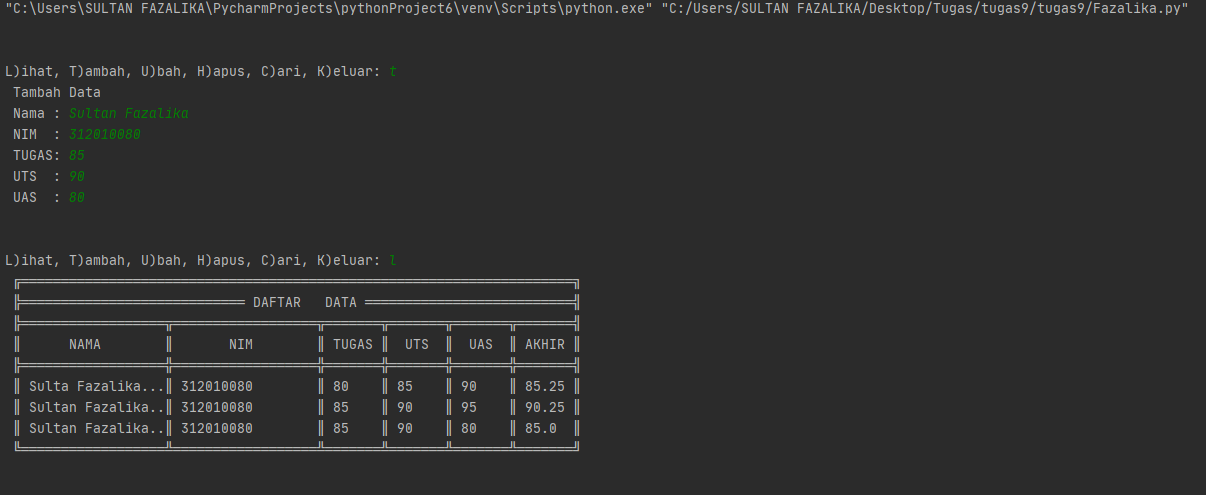 "C:\Users\SULTAN FAZALIKA\PycharmProjects\pythonProject6\venv\Scripts\python.exe" "C:/Users/SULTAN FAZALIKA/Desktop/Tugas/tugas9/tugas9/Fazalika.py"
L)ihat, T)ambah, U)bah, H)apus, C)ari, K)eluar: t
Tambah Data
Nama : Sultan Fazalika
NIM  : 312010080
TUGAS: 85
UTS  : 90
UAS  : 80
L)ihat, T)ambah, U)bah, H)apus, C)ari, K)eluar: l
DAFTAR   DATA
NAMA NIM TUGAS UTS UAS AKHIR
Sulta Fazalika... 312010080 80 85 90 85.25
Sultan Fazalika.. 312010080 85 90 95 90.25
Sultan Fazalika.. 312010080 85 90 80 85.0